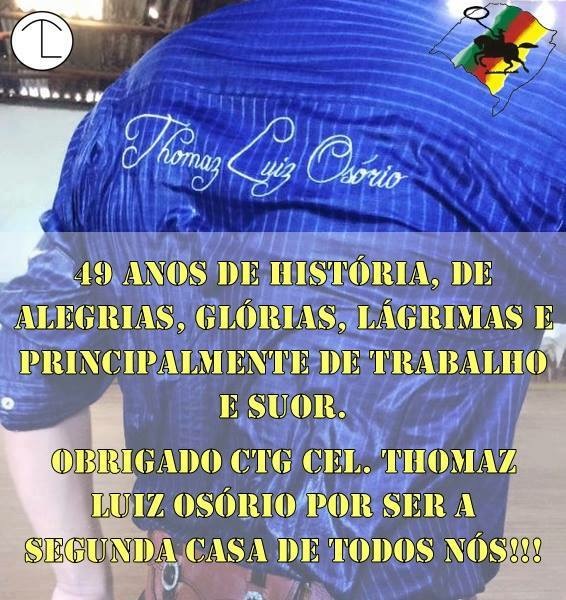 TL
Thomaz Luiz Osório
49 ANOS DE HISTÓRIA, DE
ALEGRIAS, GLÓRIAS, LÁGRIMAS E
PRINCIPALMENTE DE TRABALHO
E SUOR.
OBRIGADO CTG CEL. THOMAZ
LUIZ OSÓRIO POR SER A
SEGUNDA CASA DE TODOS NÓS!!!